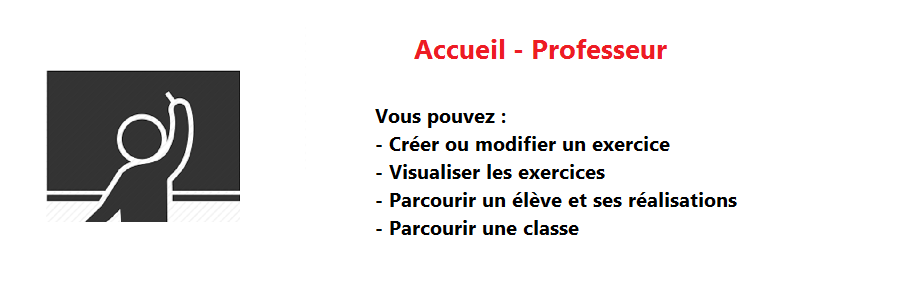 Accueil - Professeur
Vous pouvez :
- Créer ou modifier un exercice
- Visualiser les exercices
- Parcourir un élève et ses réalisations
- Parcourir une classe